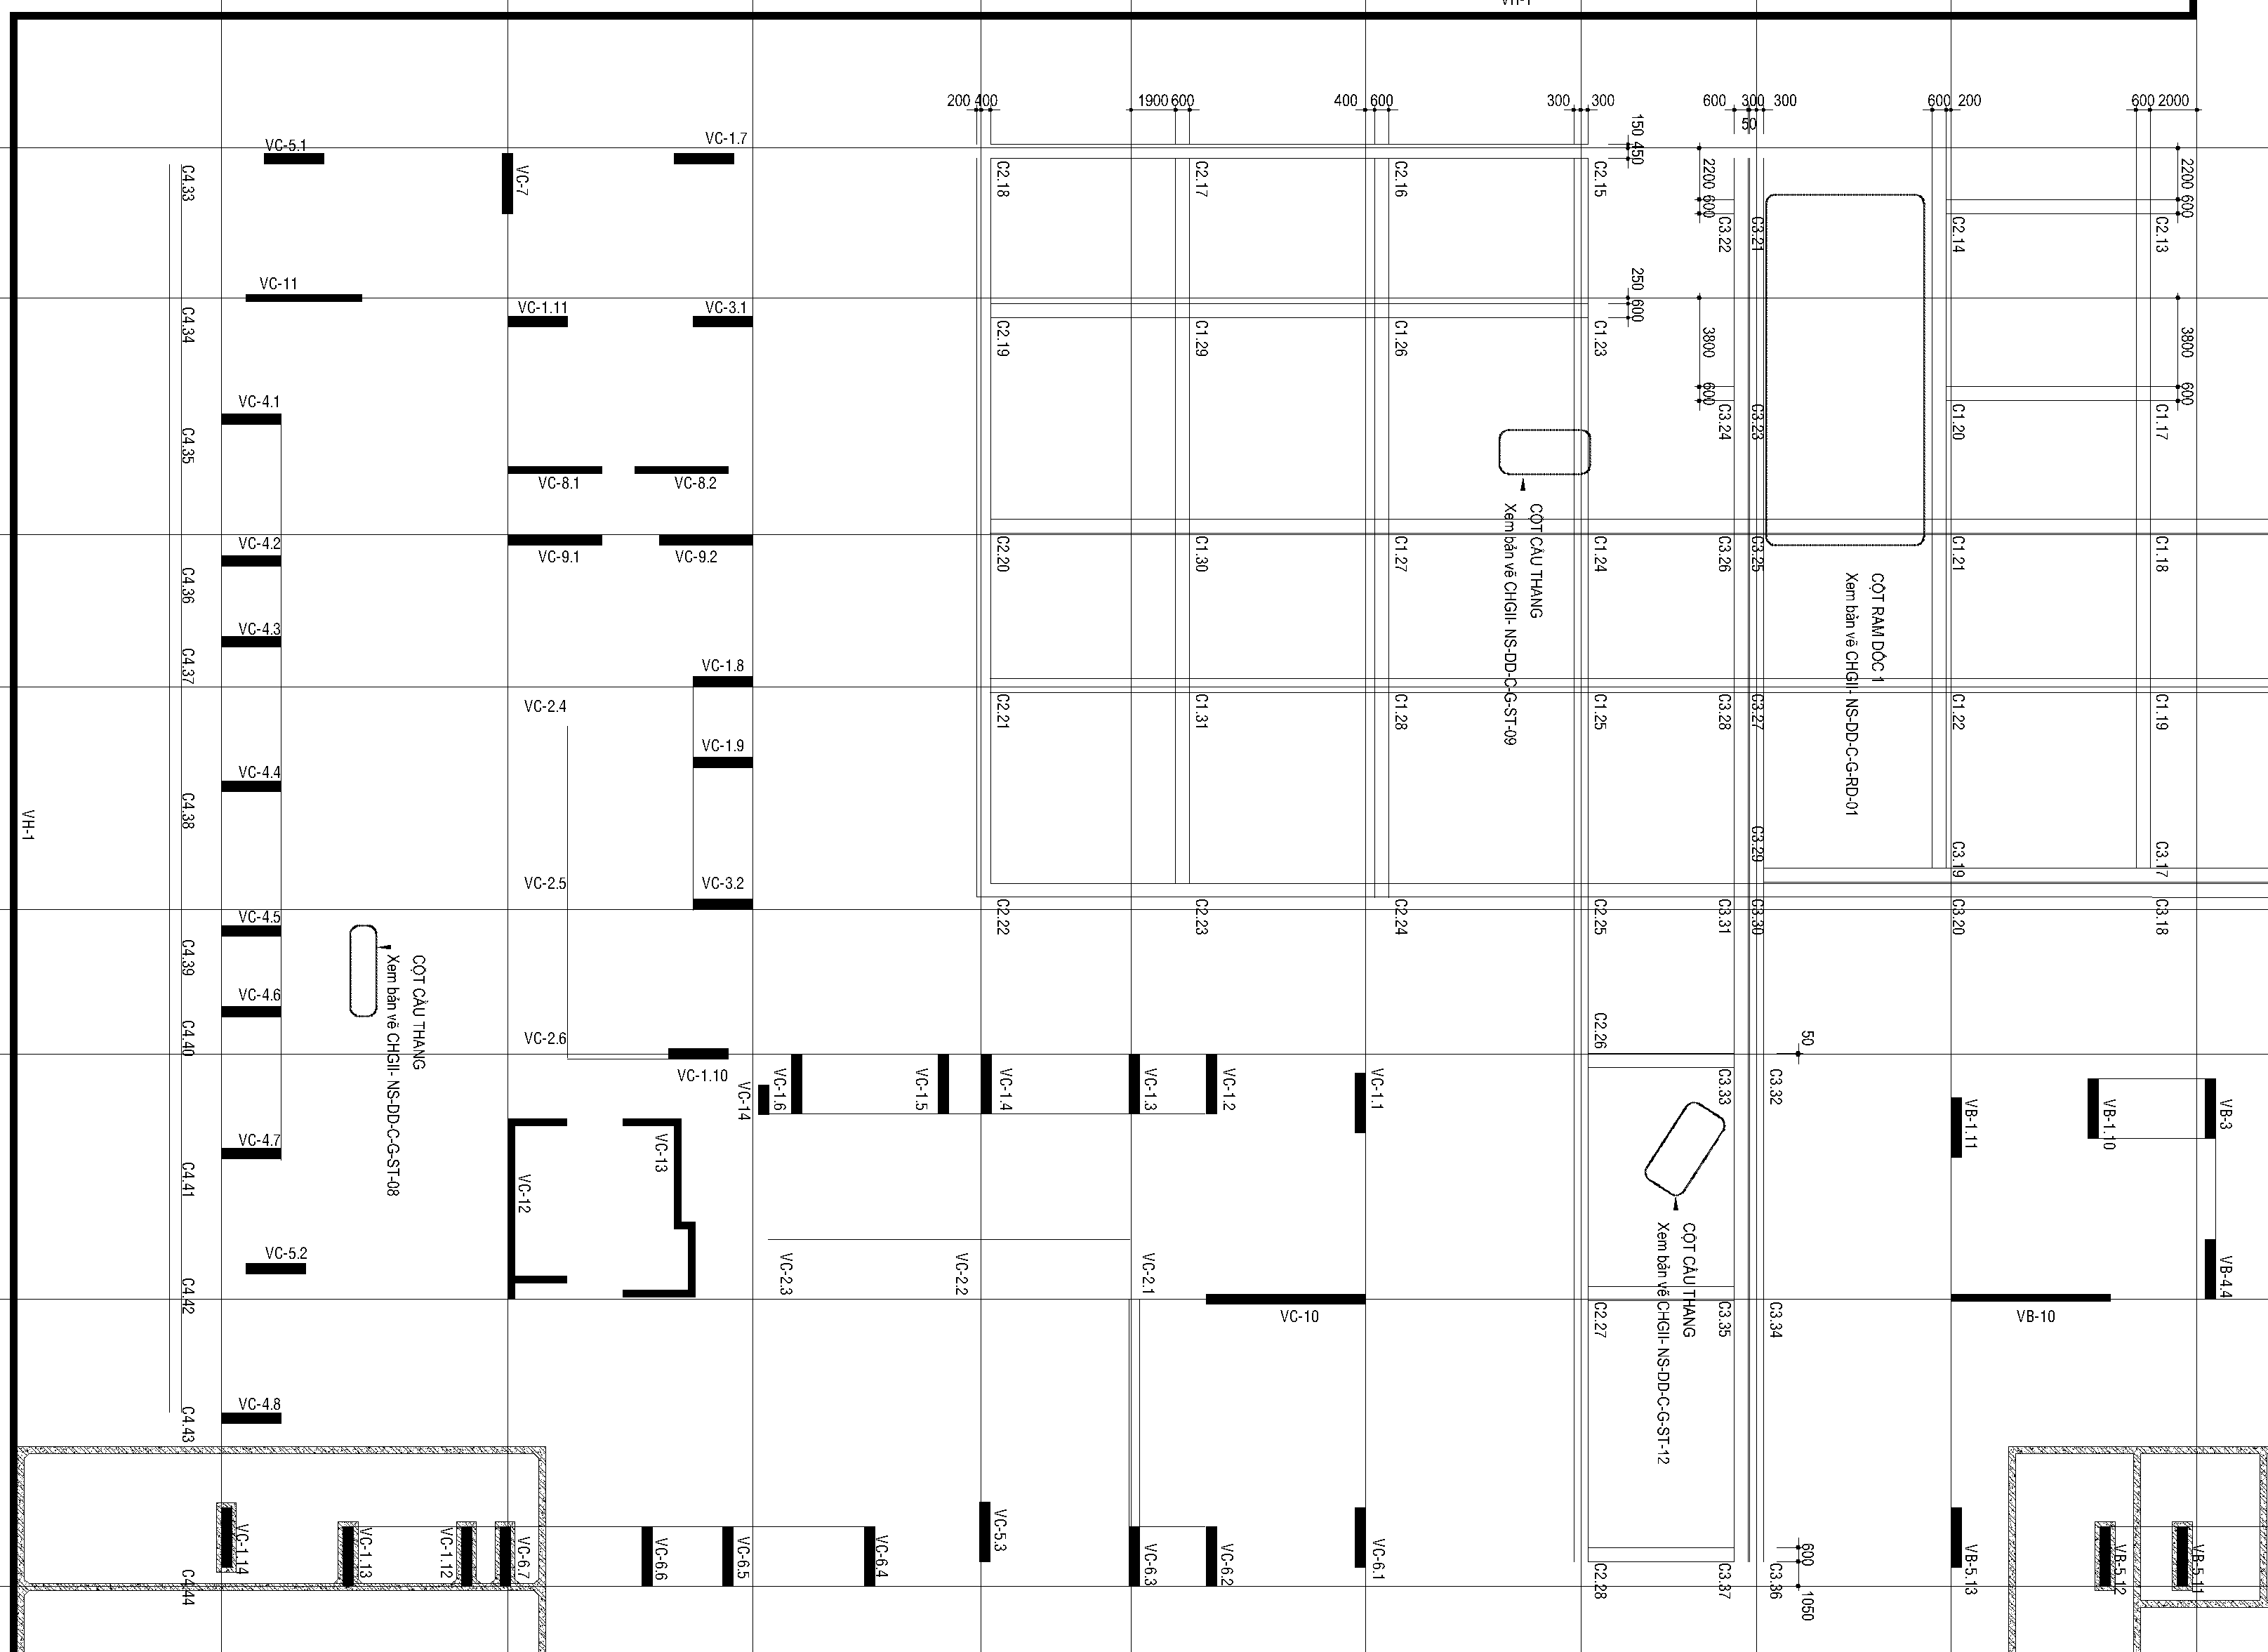 VH-1
200 400
1900 600
400 600
300 300
600 300 300
50
600 200
600 2000
150 450
2200 600
2200 600
VC-5.1
VC-7
VC-1.7
C4.33
C2.18
C2.17
C2.16
C2.15
C3.22
C3.21
C2.14
C2.13
VC-11
VC-1.11
VC-3.1
250 600
3800
600
3800
600
C4.34
C2.19
C1.29
C1.26
C1.23
C3.24
C3.23
C1.20
C1.17
VC-4.1
C4.35
VC-8.1
VC-8.2
CỘT CẦU THANG
Xem bản vẽ CHGII- NS-DD-C-G-ST-09
VC-4.2
VC-9.1
VC-9.2
C2.20
C1.30
C1.27
C1.24
C3.26
C3.25
C1.21
C1.18
C4.36
CỘT RAM DỐC 1
Xem bản vẽ CHGII- NS-DD-C-G-RD-01
VC-4.3
C4.37
VC-1.8
VC-2.4
C2.21
C1.31
C1.28
C1.25
C3.28
C3.27
C1.22
C1.19
VC-1.9
VC-4.4
C4.38
VH-1
VC-2.5
VC-3.2
C3.29
C3.19
C3.17
VC-4.5
C2.22
C2.23
C2.24
C2.25
C3.31
C3.30
C3.20
C3.18
C4.39
CỘT CẦU THANG
Xem bản vẽ CHGII- NS-DD-C-G-ST-08
VC-4.6
C4.40
VC-2.6
VC-1.10
C2.26
50
VC-14
VC-1.6
VC-1.5
VC-1.4
VC-1.3
VC-1.2
VC-1.1
C3.33
C3.32
VB-1.11
VB-1.10
VB-3
VC-4.7
C4.41
VC-12
VC-13
VC-5.2
VC-2.3
VC-2.2
VC-2.1
CỘT CẦU THANG
Xem bản vẽ CHGII- NS-DD-C-G-ST-12
VB-4.4
C4.42
VC-10
C2.27
C3.35
C3.34
VB-10
VC-4.8
C4.43
VC-1.14
VC-1.13
VC-1.12
VC-6.7
VC-6.6
VC-6.5
VC-6.4
VC-5.3
VC-6.3
VC-6.2
VC-6.1
600
1050
VB-5.13
VB-5.12
VB-5.11
C4.44
C2.28
C3.37
C3.36